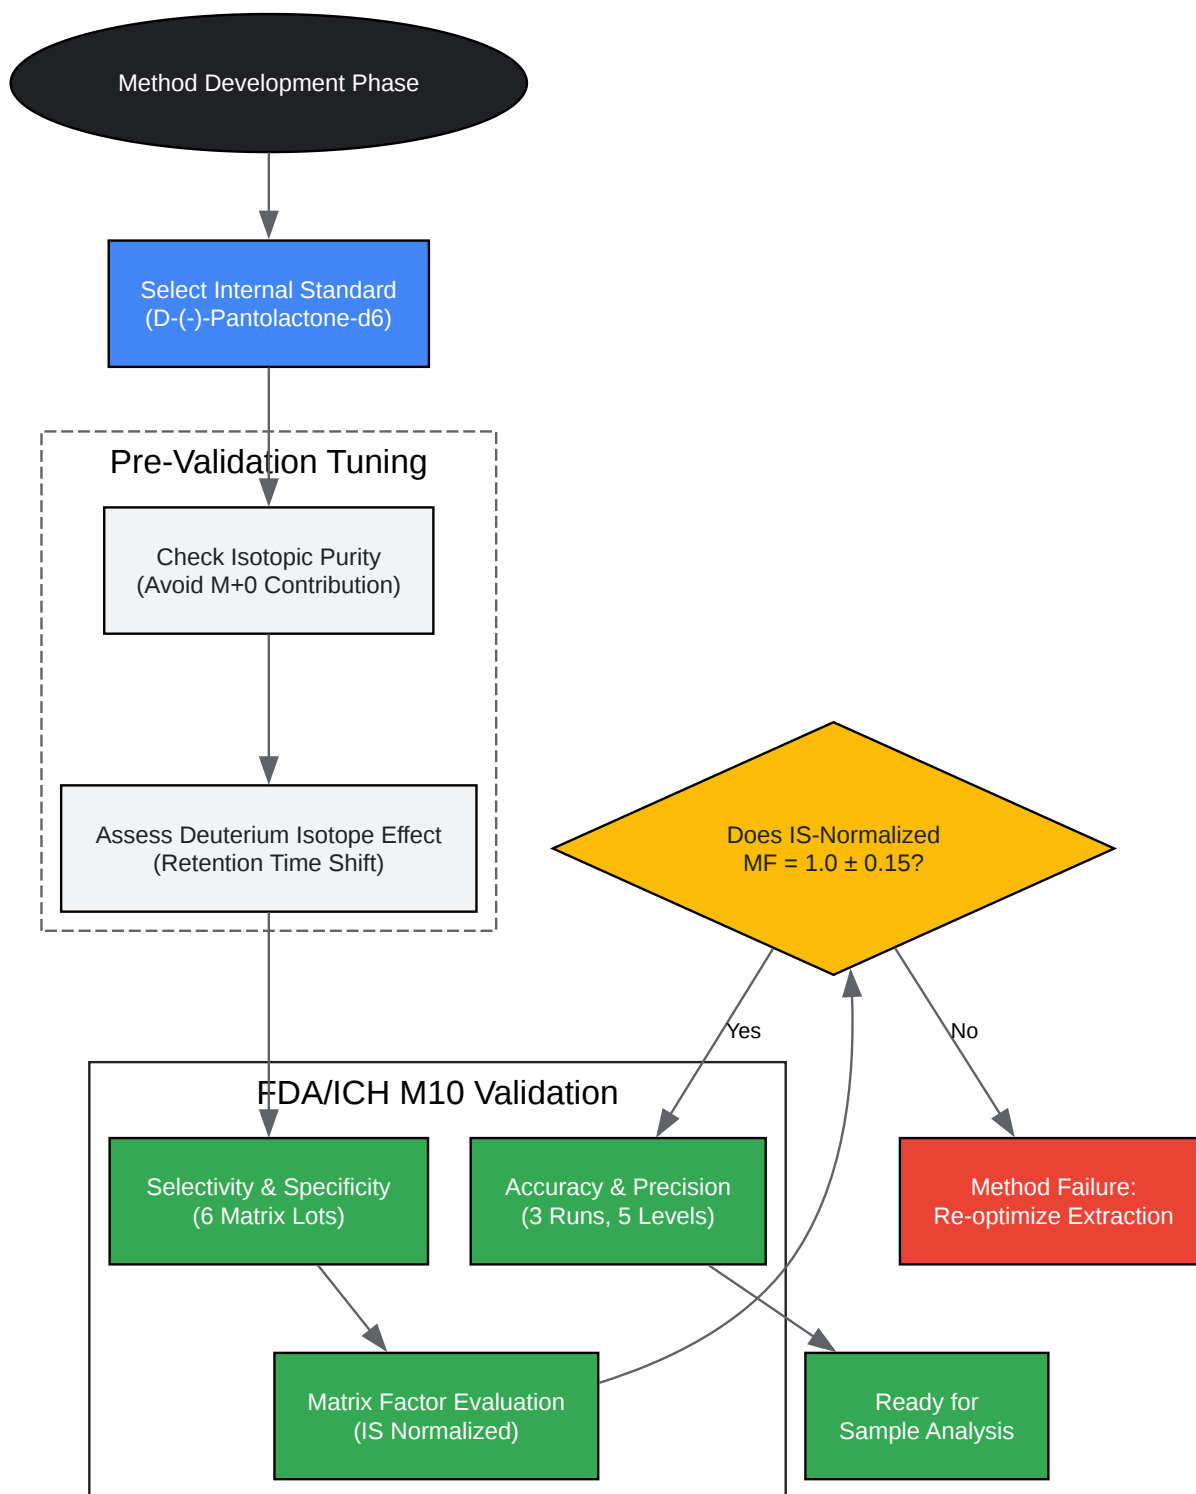 Method Development Phase
Select Internal Standard
(D-(-)-Pantolactone-d6)
Pre-Validation Tuning
Check Isotopic Purity
(Avoid M+0 Contribution)
Assess Deuterium Isotope Effect
(Retention Time Shift)
Does IS-Normalized
MF = 1.0 ± 0.15?
Yes
No
FDA/ICH M10 Validation
Selectivity & Specificity
(6 Matrix Lots)
Accuracy & Precision
(3 Runs, 5 Levels)
Method Failure:
Re-optimize Extraction
Matrix Factor Evaluation
(IS Normalized)
Ready for
Sample Analysis